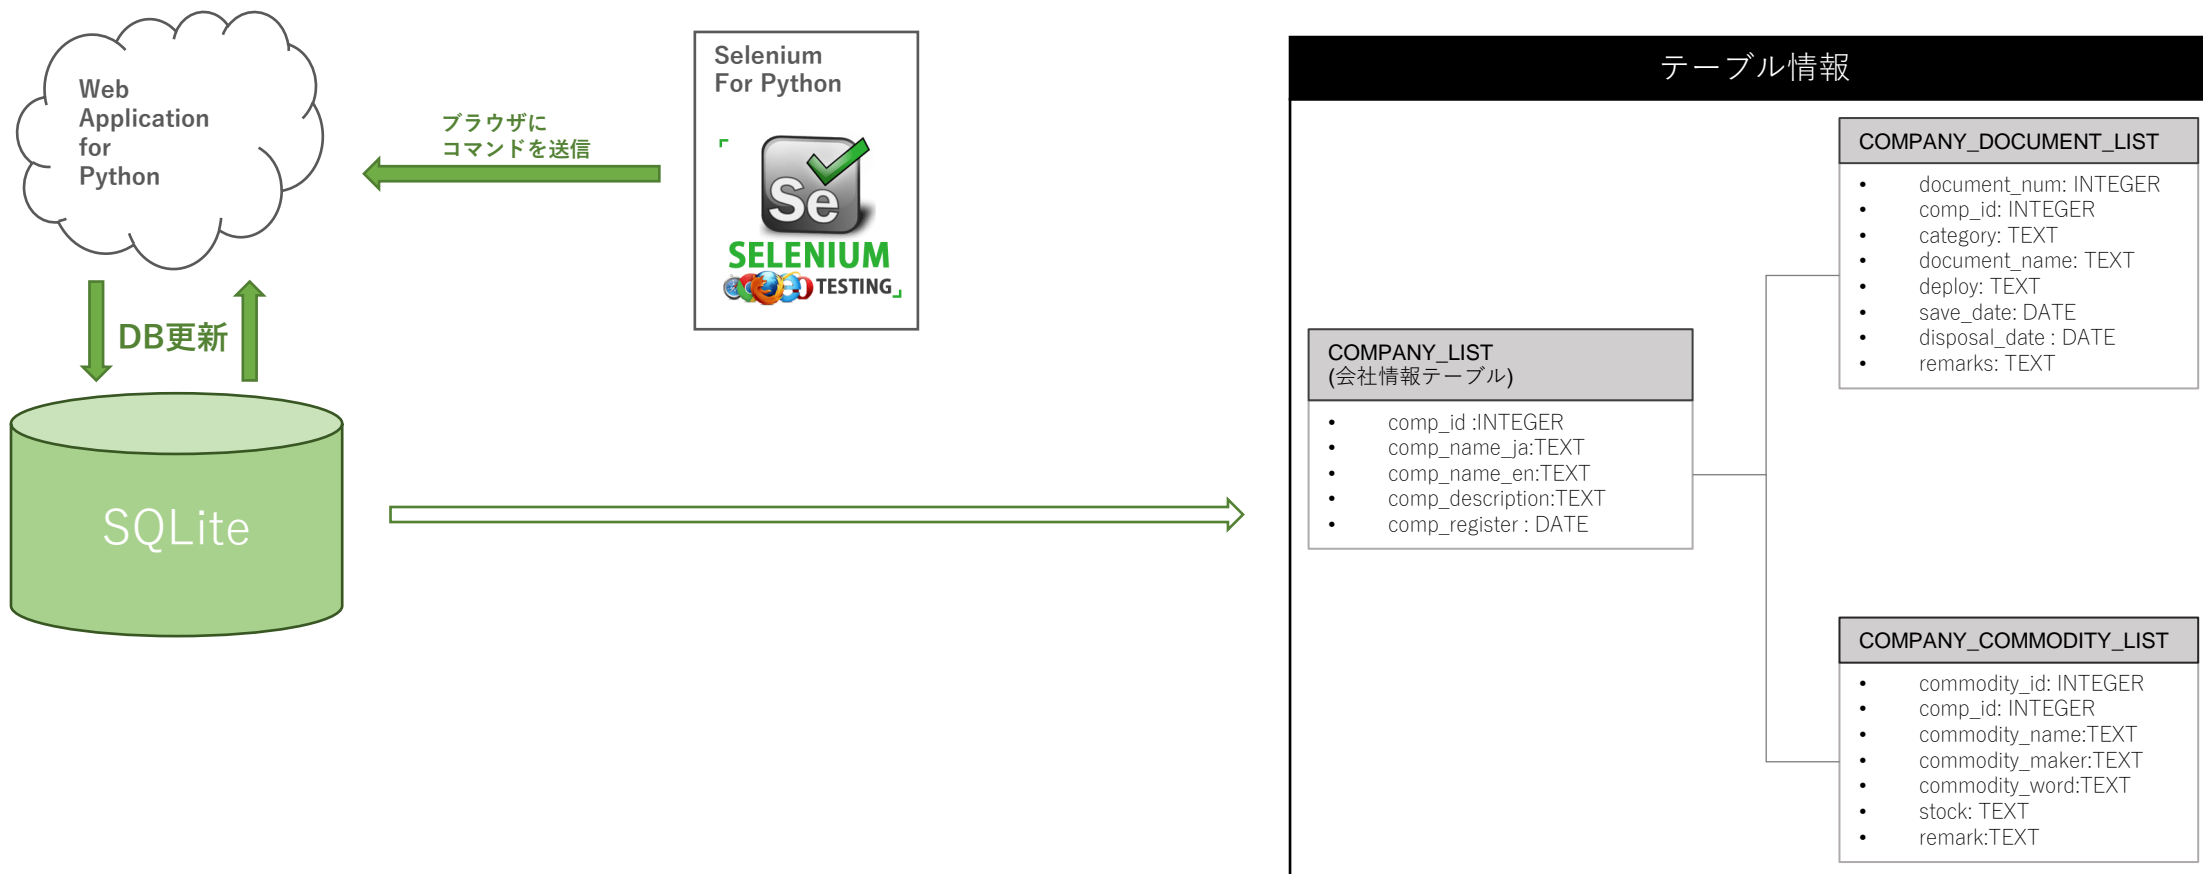 Web
Application
for
Python
ブラウザに
コマンドを送信
Selenium
For Python
Se
SELENIUM
TESTING
DB更新
SQLite
テーブル情報
COMPANY_LIST
(会社情報テーブル)
• comp_id :INTEGER
• comp_name_ja:TEXT
• comp_name_en:TEXT
• comp_description:TEXT
• comp_register : DATE
COMPANY_DOCUMENT_LIST
• document_num: INTEGER
• comp_id: INTEGER
• category: TEXT
• document_name: TEXT
• deploy: TEXT
• save_date: DATE
• disposal_date : DATE
• remarks: TEXT
COMPANY_COMMODITY_LIST
• commodity_id: INTEGER
• comp_id: INTEGER
• commodity_name:TEXT
• commodity_maker:TEXT
• commodity_word:TEXT
• stock: TEXT
• remark:TEXT